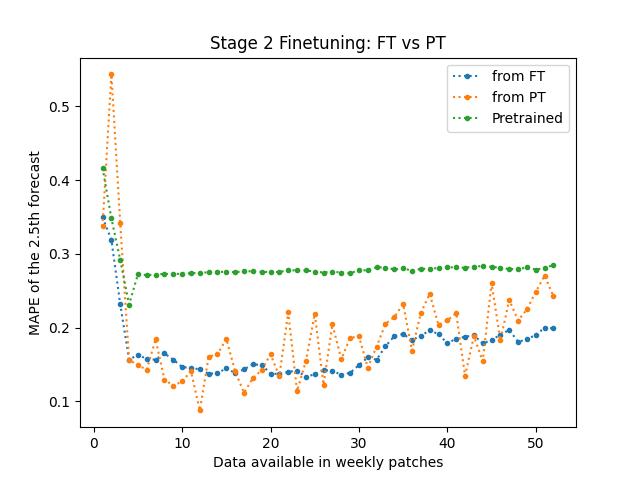 Stage 2 Finetuning: FT vs PT
from FT
from PT
Pretrained
MAPE of the 2.5th forecast
0.5
0.4
0.3
0.2
0.1
0 10 20 30 40 50
Data available in weekly patches